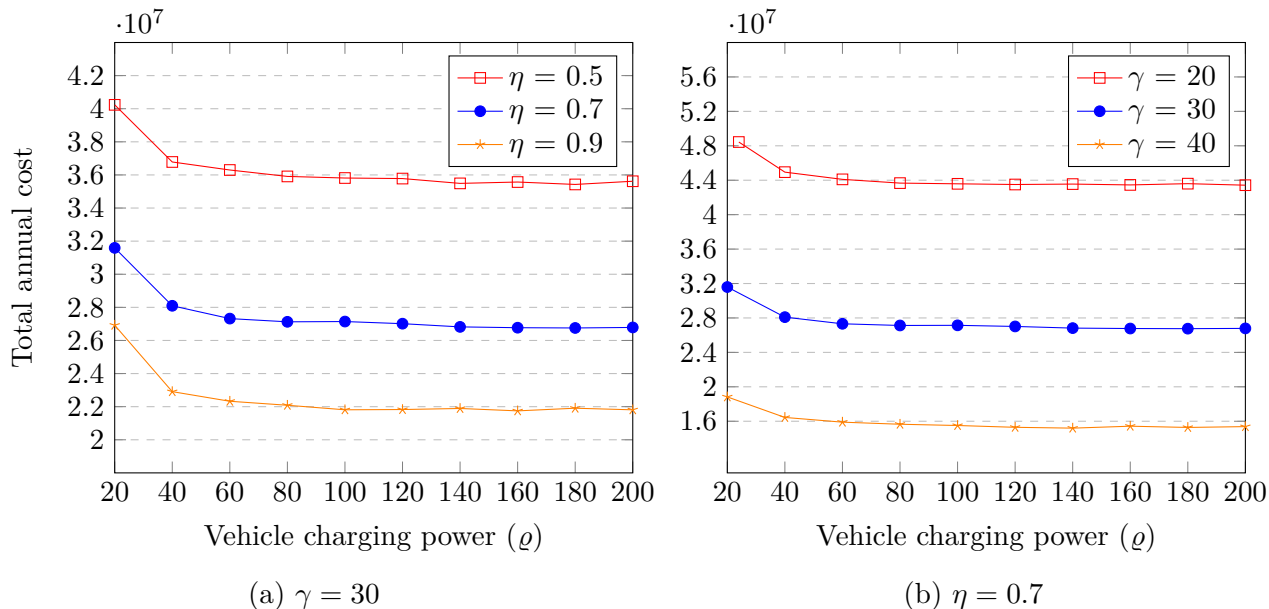 ·10⁷
4.2
4
3.8
3.6
3.4
3.2
3
2.8
2.6
2.4
2.2
2
20 40 60 80 100 120 140 160 180 200
Total annual cost
Vehicle charging power (ϱ)
η = 0.5
η = 0.7
η = 0.9
(a) γ = 30
·10⁷
5.6
5.2
4.8
4.4
4
3.6
3.2
2.8
2.4
2
1.6
20 40 60 80 100 120 140 160 180 200
Vehicle charging power (ϱ)
γ = 20
γ = 30
γ = 40
(b) η = 0.7